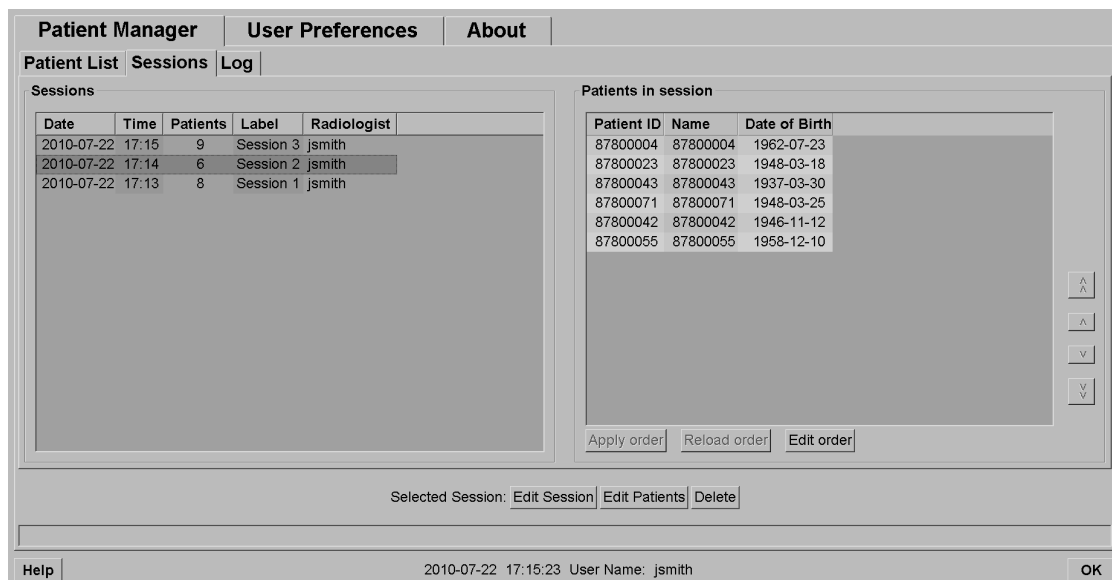 Patient Manager User Preferences About
Patient List Sessions Log
Sessions
Date Time Patients Label Radiologist
2010-07-22 17:15 9 Session 3 jsmith
2010-07-22 17:14 6 Session 2 jsmith
2010-07-22 17:13 8 Session 1 jsmith
Patients in session
Patient ID Name Date of Birth
87800004 87800004 1962-07-23
87800023 87800023 1948-03-18
87800043 87800043 1937-03-30
87800071 87800071 1948-03-25
87800042 87800042 1946-11-12
87800055 87800055 1958-12-10
Apply order Reload order Edit order
Selected Session: Edit Session Edit Patients Delete
Help 2010-07-22 17:15:23 User Name: jsmith OK